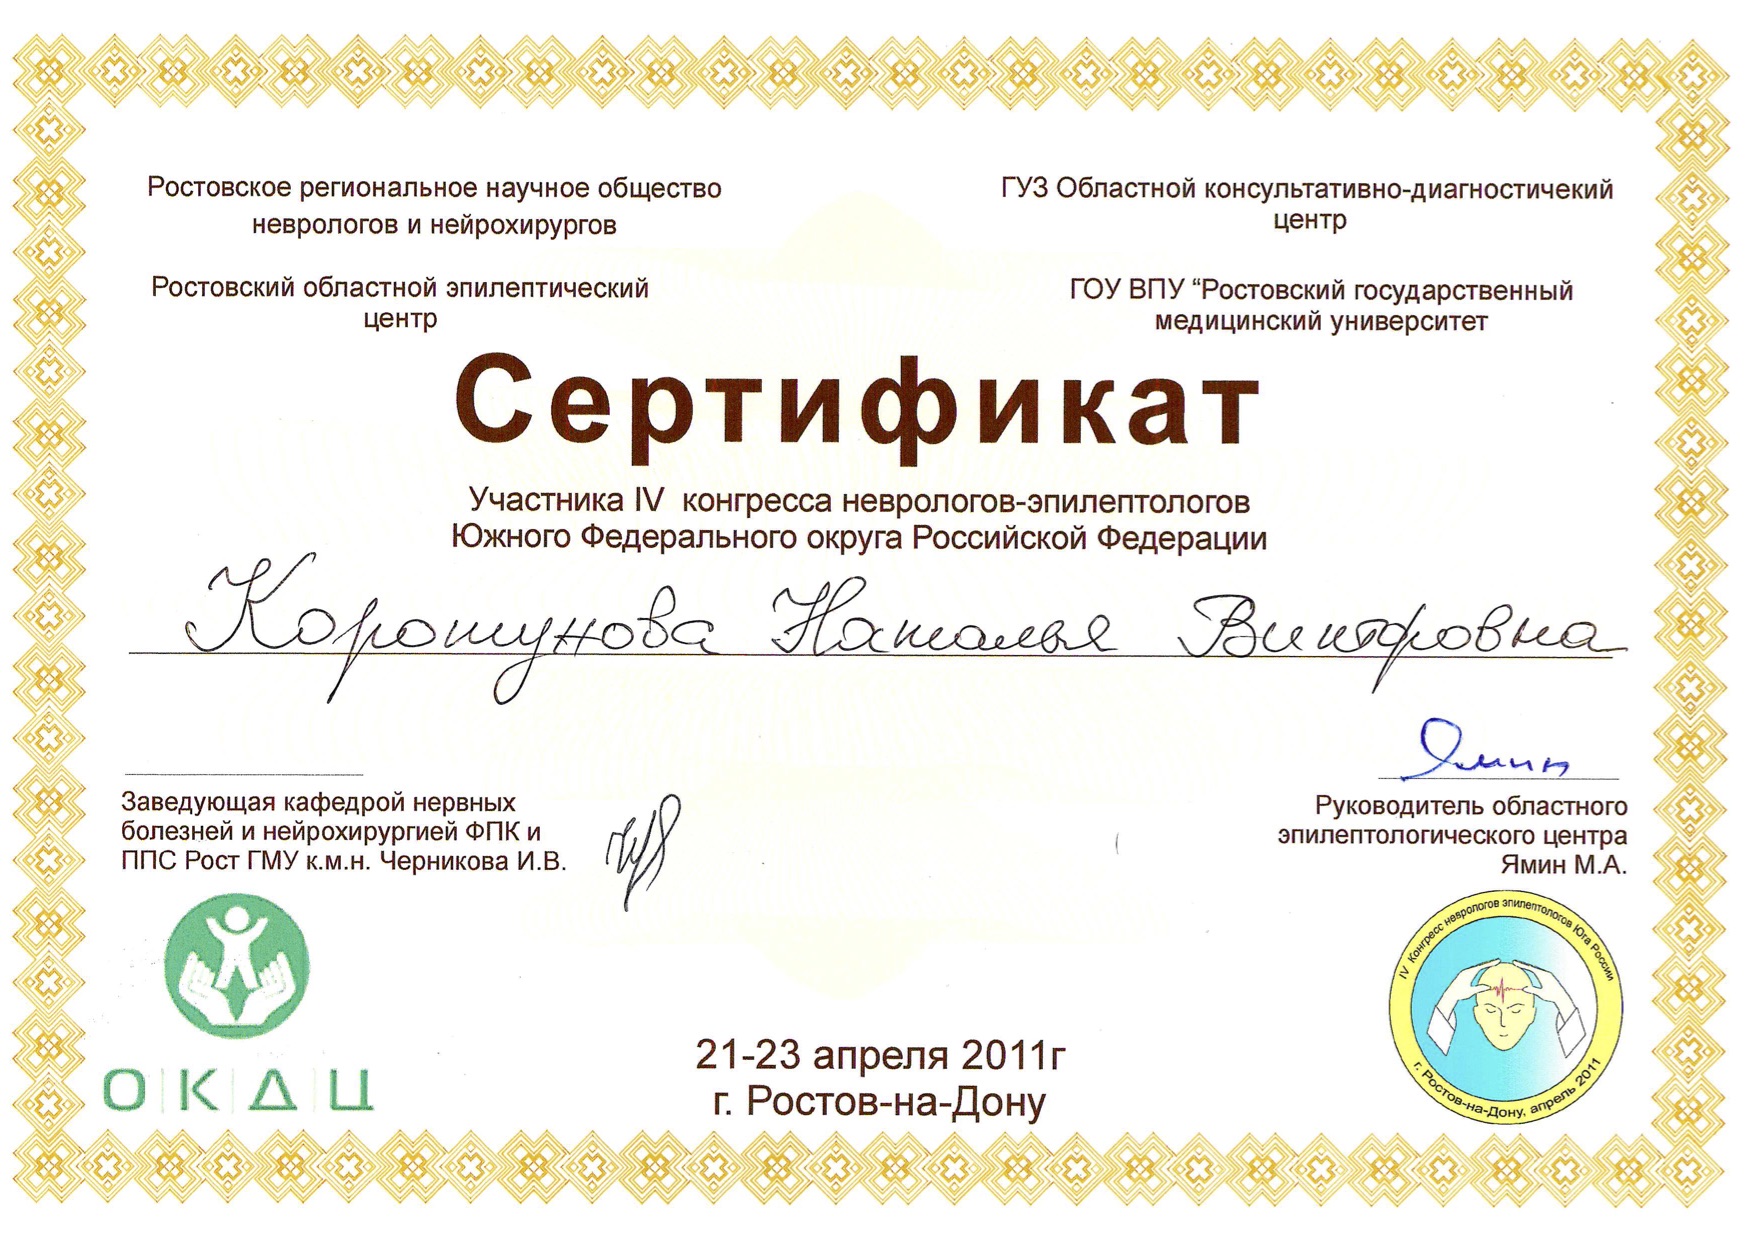 Ростовское региональное научное общество
неврологов и нейрохирургов
ГУЗ Областной консультативно-диагностичекий
центр
Ростовский областной эпилептический
центр
ГОУ ВПУ “Ростовский государственный
медицинский университет
Сертификат
Участника IV конгресса неврологов-эпилептологов
Южного Федерального округа Российской Федерации
Коротунова Наталья Викторовна
Ямин
Заведующая кафедрой нервных
болезней и нейрохирургией ФПК и
ППС Рост ГМУ к.м.н. Черникова И.В.
Руководитель областного
эпилептологического центра
Ямин М.А.
ОКДЦ
IV Конгресс неврологов эпилептологов Юга России
г. Ростов-на-Дону, апрель 2011
21-23 апреля 2011г
г. Ростов-на-Дону